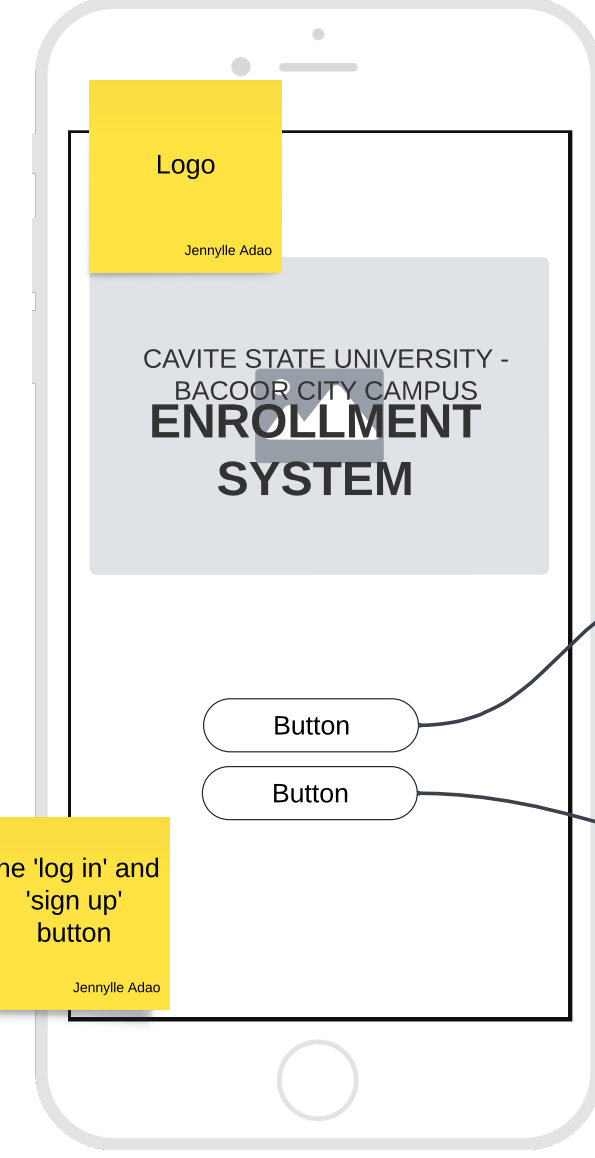 Logo
Jennylle Adao
CAVITE STATE UNIVERSITY -
BACOOR CITY CAMPUS
ENROLLMENT
SYSTEM
Button
Button
'log in' and
'sign up'
button
Jennylle Adao